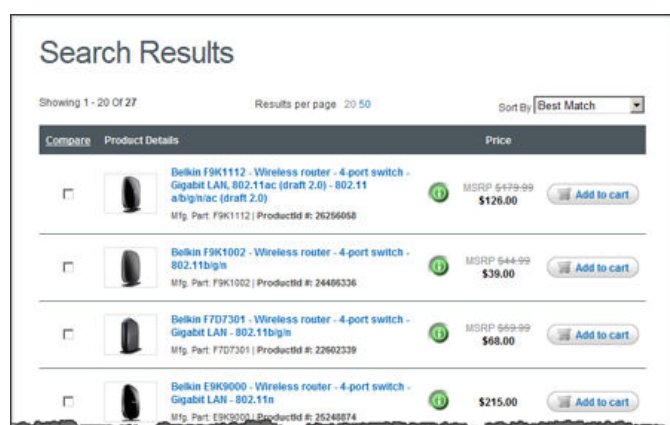 Search Results
Showing 1 - 20 Of 27 Results per page 20 50 Sort By Best Match
Compare Product Details Price
Belkin F9K1112 - Wireless router - 4-port switch -
Gigabit LAN, 802.11ac (draft 2.0) - 802.11
a/b/g/n/ac (draft 2.0)
Mfg. Part: F9K1112 | ProductId #: 26256058
MSRP $179.99
$126.00
Add to cart
Belkin F9K1002 - Wireless router - 4-port switch -
802.11b/g/n
Mfg. Part: F9K1002 | ProductId #: 24486336
MSRP $44.99
$39.00
Add to cart
Belkin F7D7301 - Wireless router - 4-port switch -
Gigabit LAN - 802.11b/g/n
Mfg. Part: F7D7301 | ProductId #: 22602339
MSRP $69.99
$68.00
Add to cart
Belkin E9K9000 - Wireless router - 4-port switch -
Gigabit LAN - 802.11n
Mfg. Part: E9K9000 | ProductId #: 25248874
$215.00
Add to cart